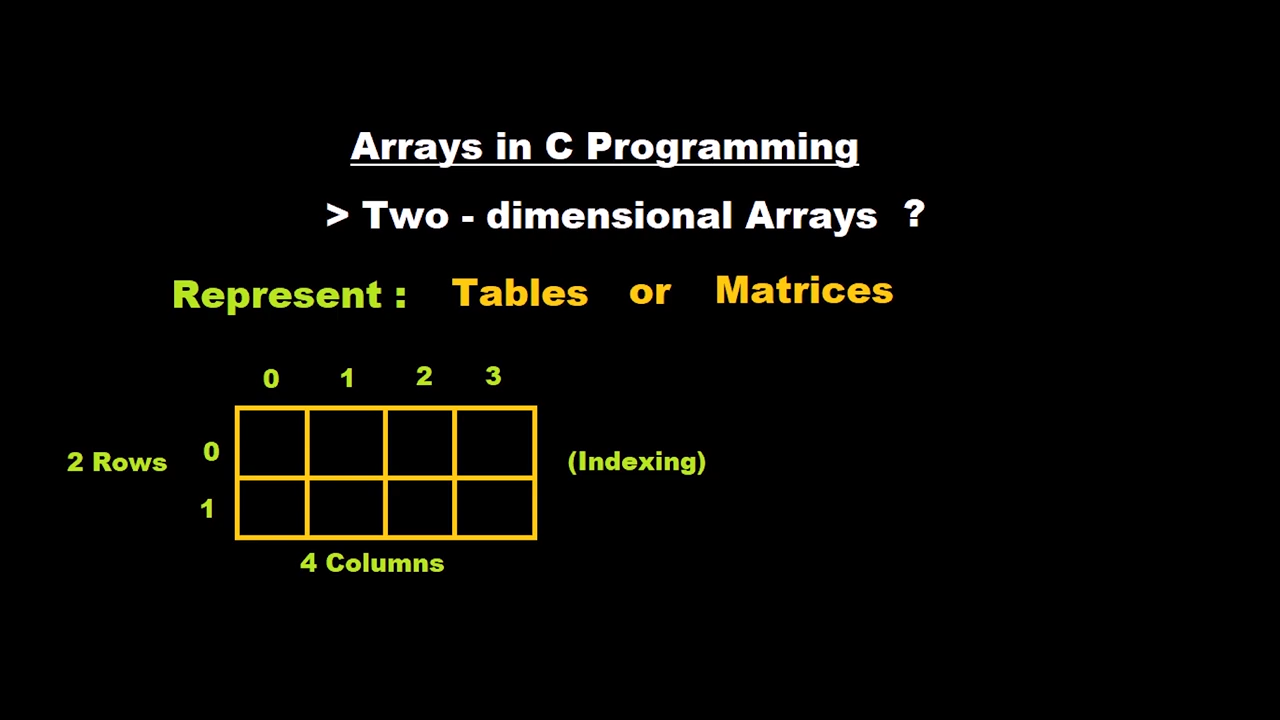 Arrays in C Programming
> Two - dimensional Arrays ?
Represent : Tables or Matrices
0 1 2 3
2 Rows 0 (Indexing)
1
4 Columns